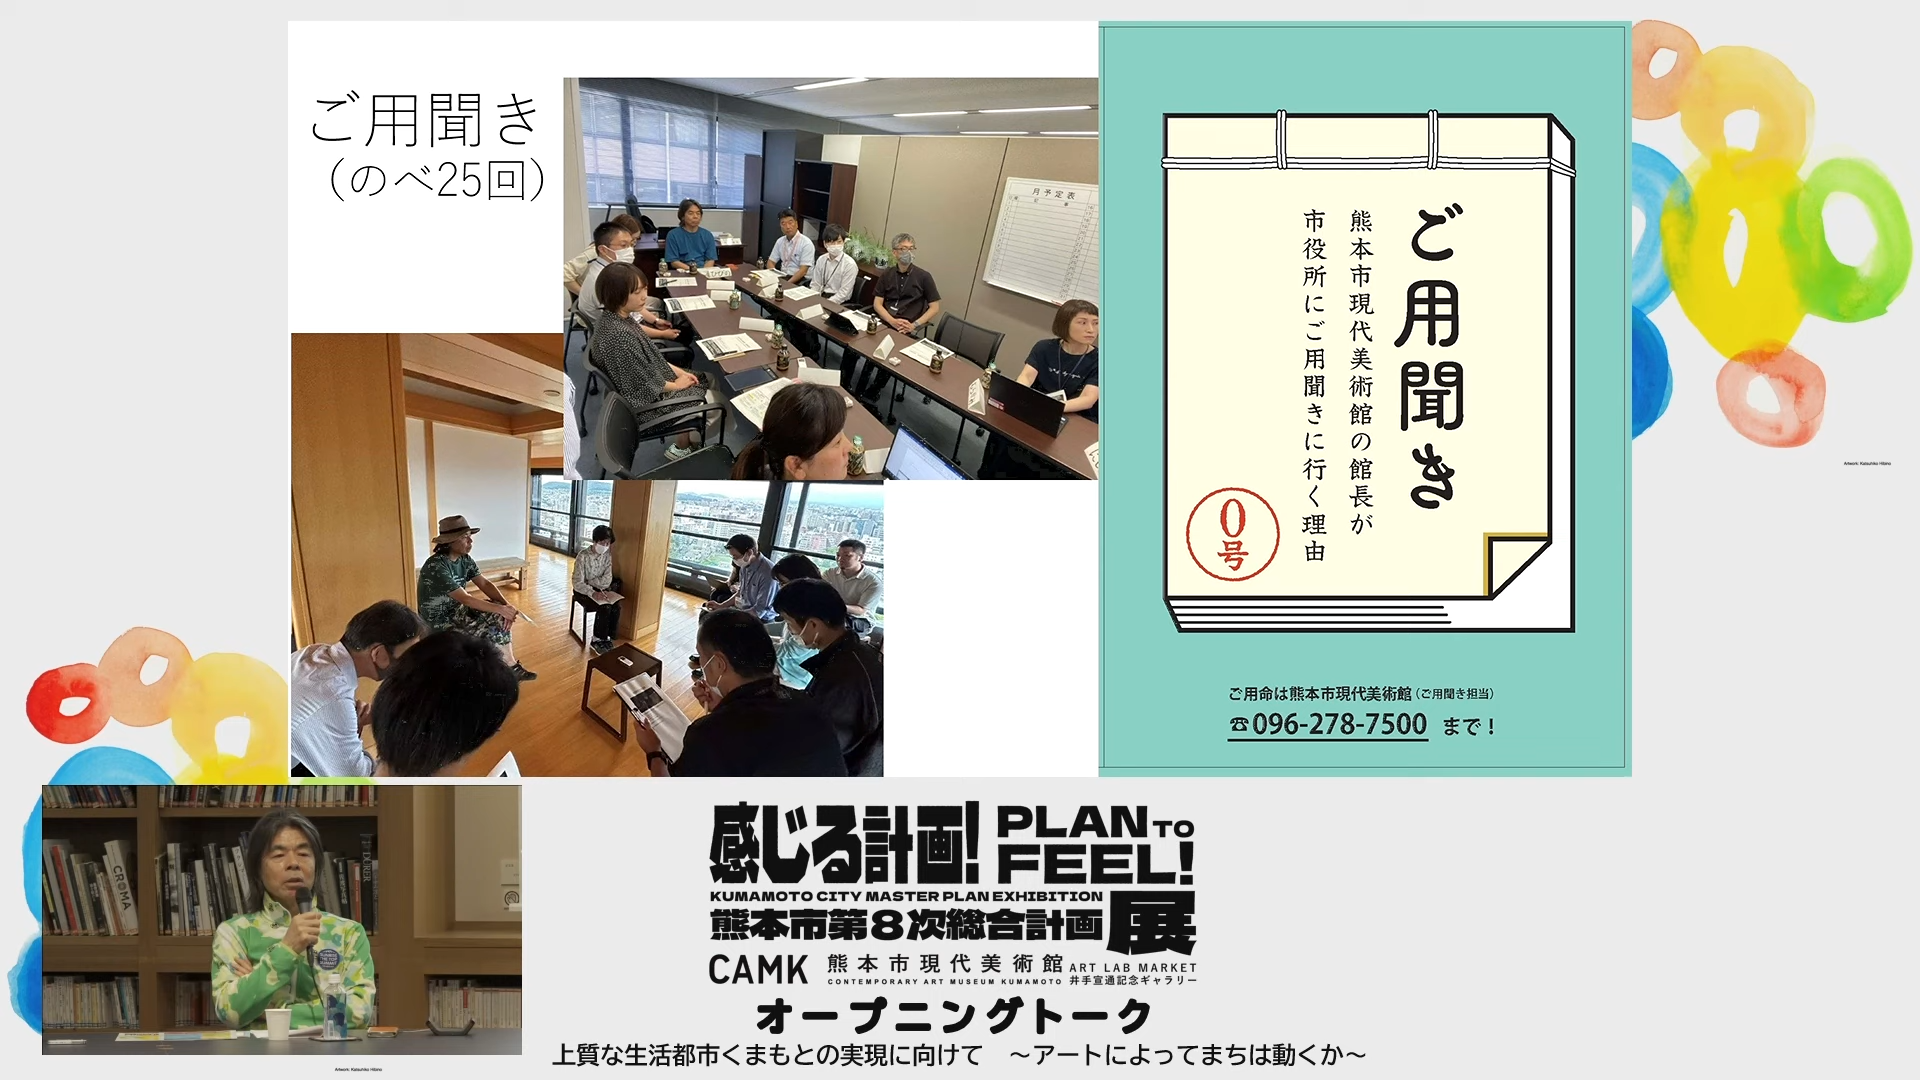 ご用聞き
（のべ25回）
月予定表
ご用聞き
熊本市現代美術館の館長が
市役所にご用聞きに行く理由
0号
ご用命は熊本市現代美術館（ご用聞き担当）
☎096-278-7500 まで！
Artwork: Katsuhiko Hibino
CROMA
感じる計画！ PLAN TO FEEL!
KUMAMOTO CITY MASTER PLAN EXHIBITION
熊本市第8次総合計画展
CAMK 熊本市現代美術館 ART LAB MARKET
CONTEMPORARY ART MUSEUM KUMAMOTO 井手宣通記念ギャラリー
オープニングトーク
上質な生活都市くまもとの実現に向けて　～アートによってまちは動くか～
Artwork: Katsuhiko Hibino